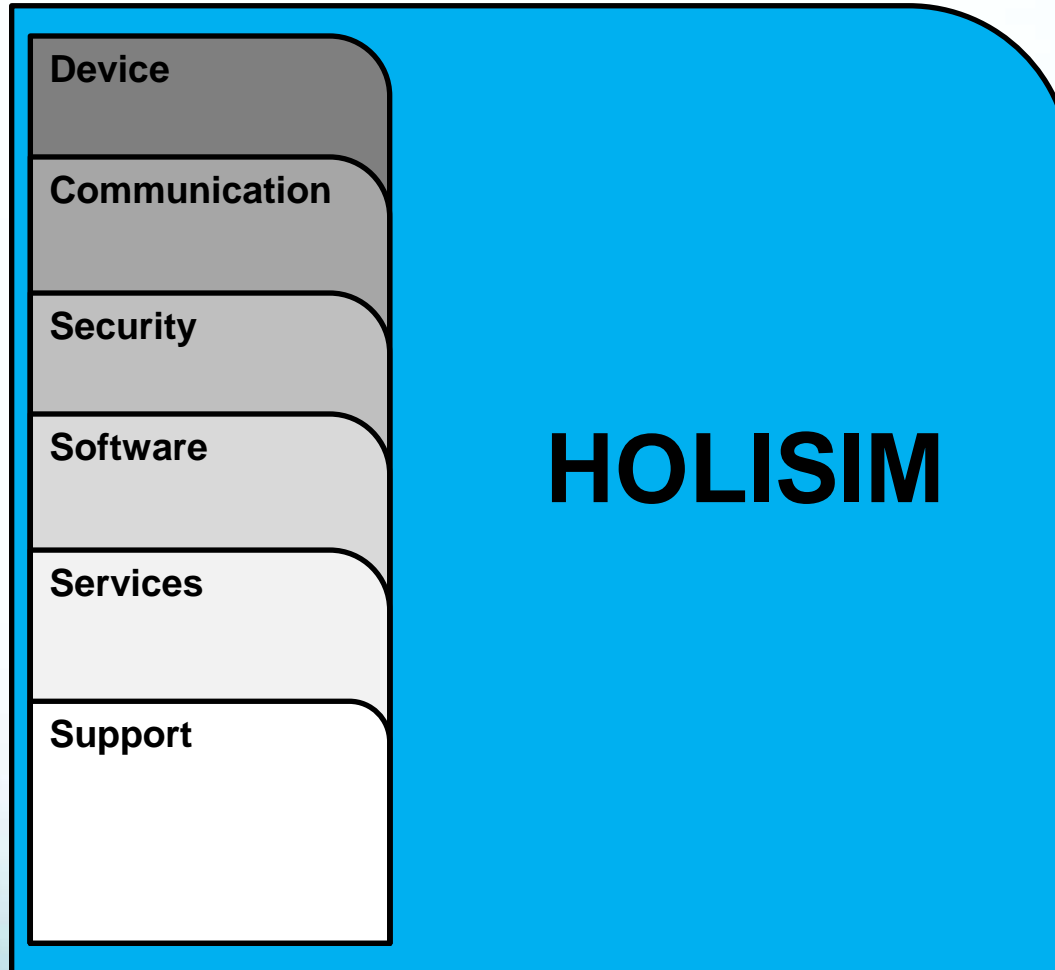 Device
Communication
Security
Software
Services
Support
HOLISIM